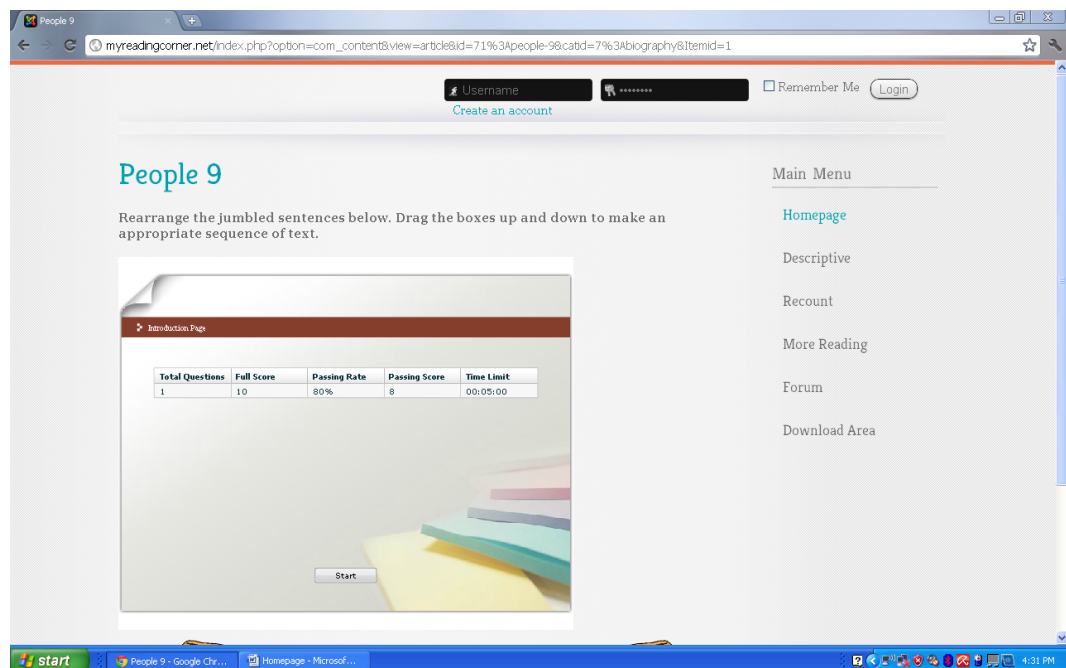 People 9
myreadingcorner.net/index.php?option=com_content&view=article&id=71%3Apeople-9&catid=7%3Abiography&Itemid=1
Username
Remember Me
Login
Create an account
People 9
Main Menu
Rearrange the jumbled sentences below. Drag the boxes up and down to make an
appropriate sequence of text.
Homepage
Descriptive
Recount
More Reading
Forum
Download Area
Introduction Page
Total Questions Full Score Passing Rate Passing Score Time Limit
1 10 80% 8 00:05:00
Start
start
People 9 - Google Chr...
Homepage - Microsof...
4:31 PM